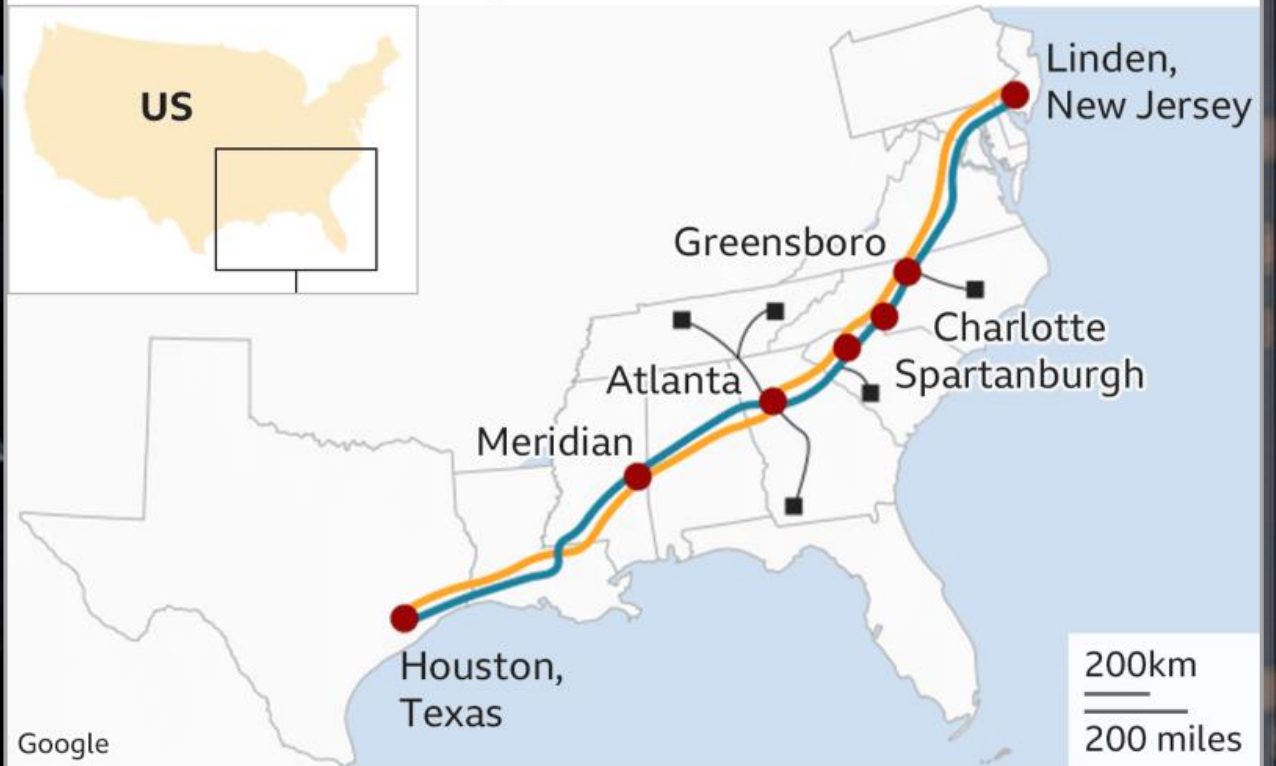 US
Linden,
New Jersey
Greensboro
Charlotte
Spartanburgh
Atlanta
Meridian
Houston,
Texas
200km
200 miles
Google